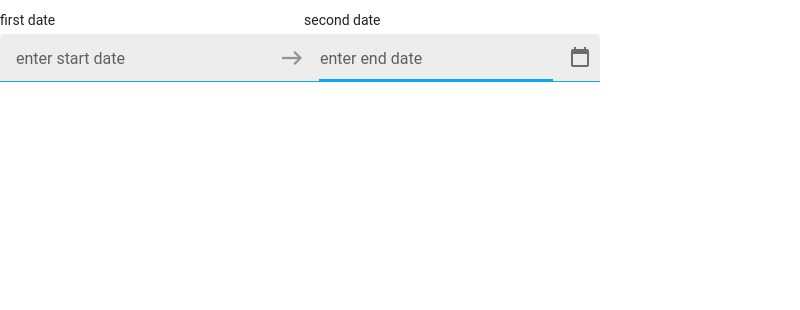 first date
second date
enter start date
enter end date